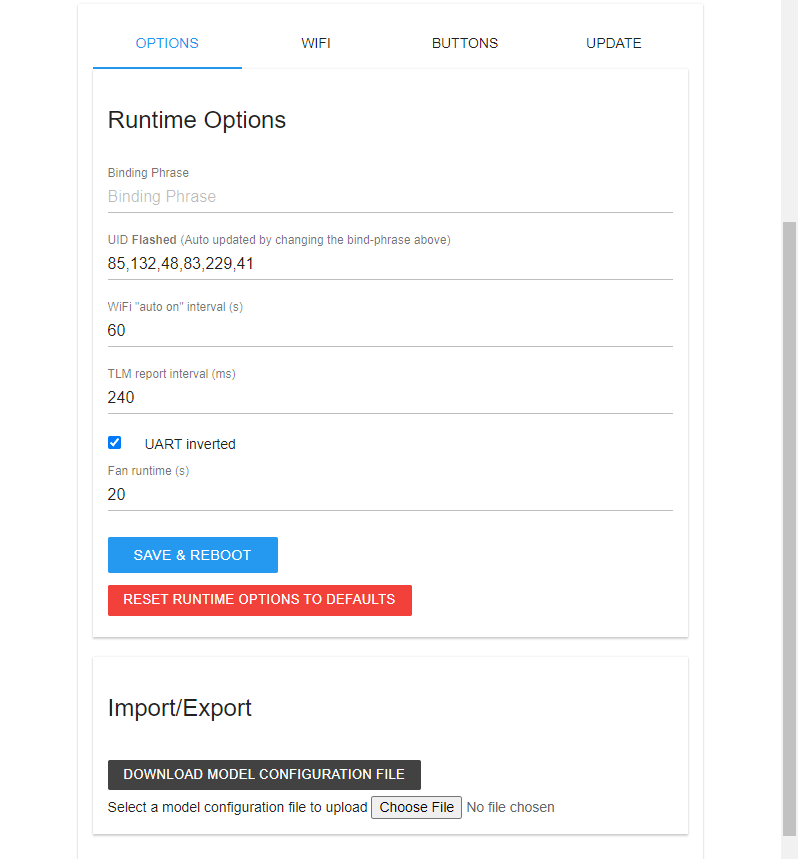 OPTIONS WIFI BUTTONS UPDATE
Runtime Options
Binding Phrase
Binding Phrase
UID Flashed (Auto updated by changing the bind-phrase above)
85,132,48,83,229,41
WiFi "auto on" interval (s)
60
TLM report interval (ms)
240
UART inverted
Fan runtime (s)
20
SAVE & REBOOT
RESET RUNTIME OPTIONS TO DEFAULTS
Import/Export
DOWNLOAD MODEL CONFIGURATION FILE
Select a model configuration file to upload Choose File No file chosen